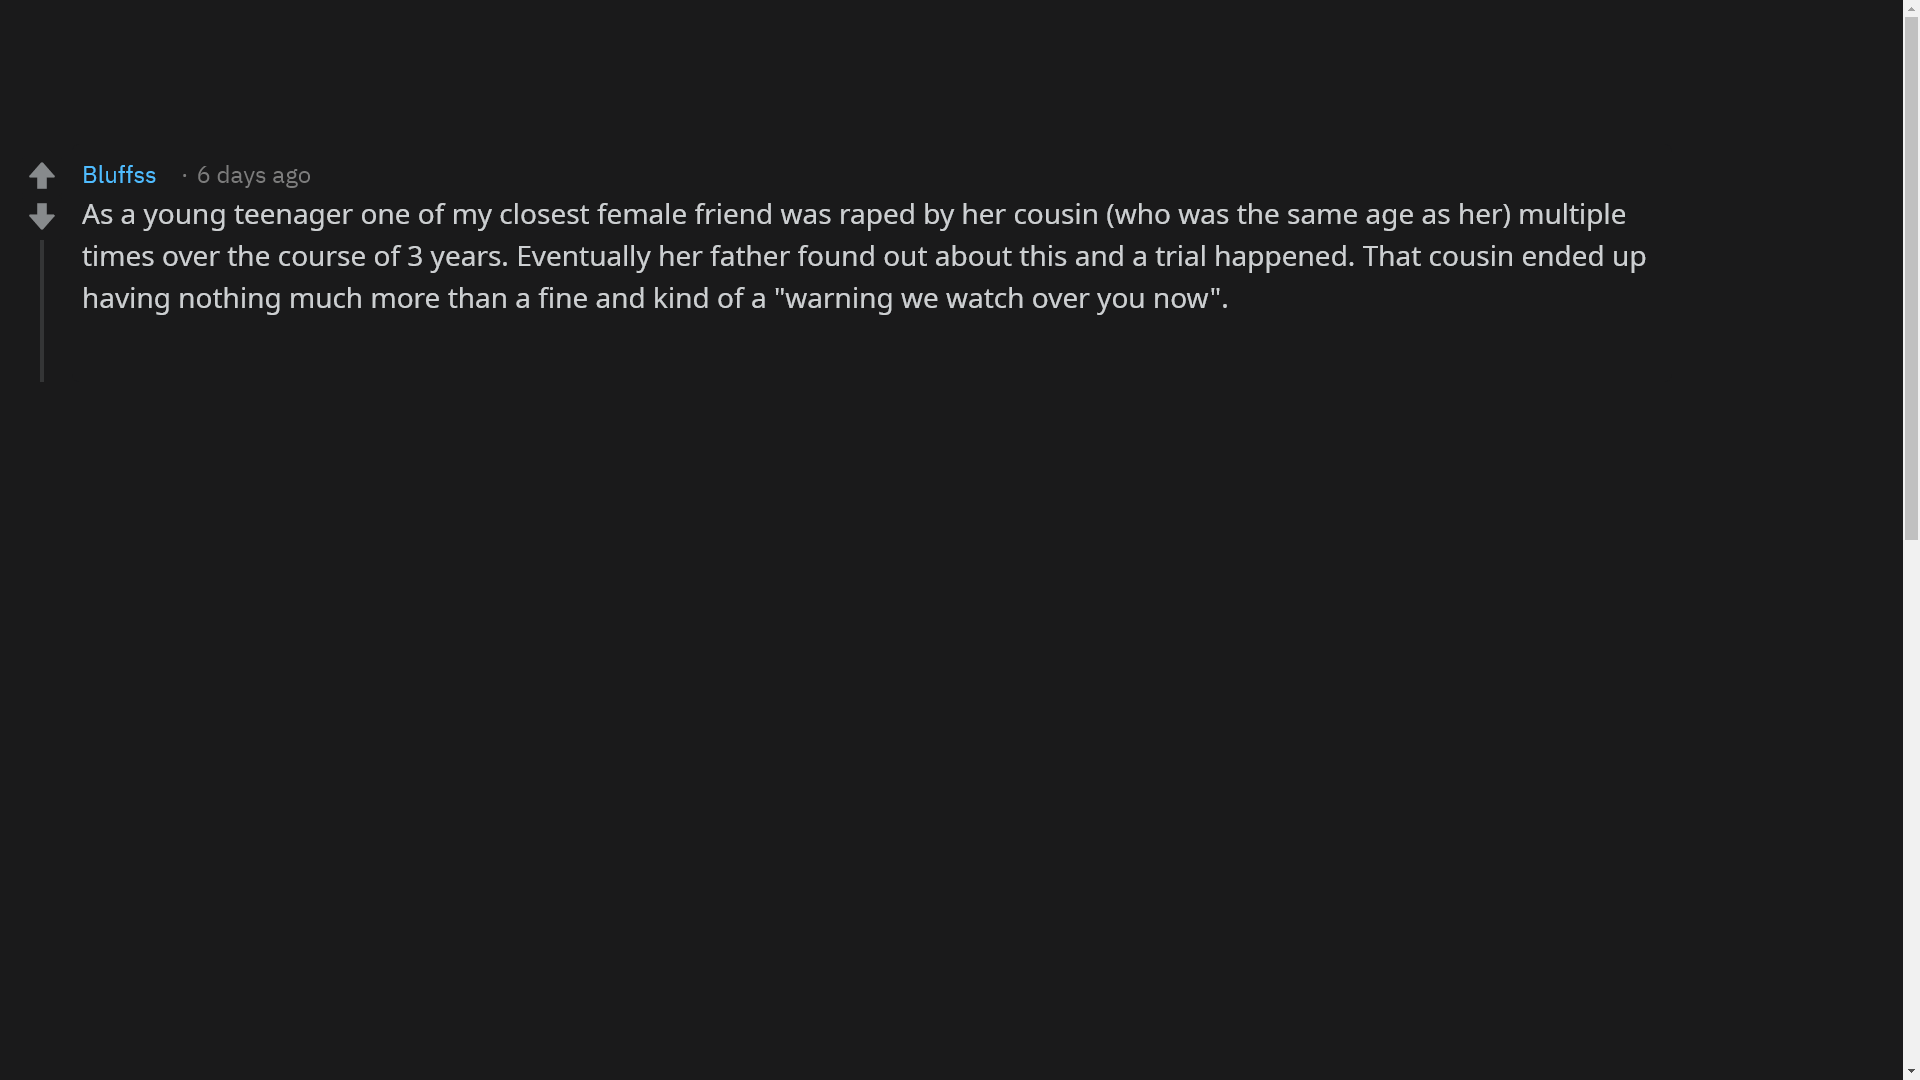 Bluffss · 6 days ago
As a young teenager one of my closest female friend was raped by her cousin (who was the same age as her) multiple
times over the course of 3 years. Eventually her father found out about this and a trial happened. That cousin ended up
having nothing much more than a fine and kind of a "warning we watch over you now".